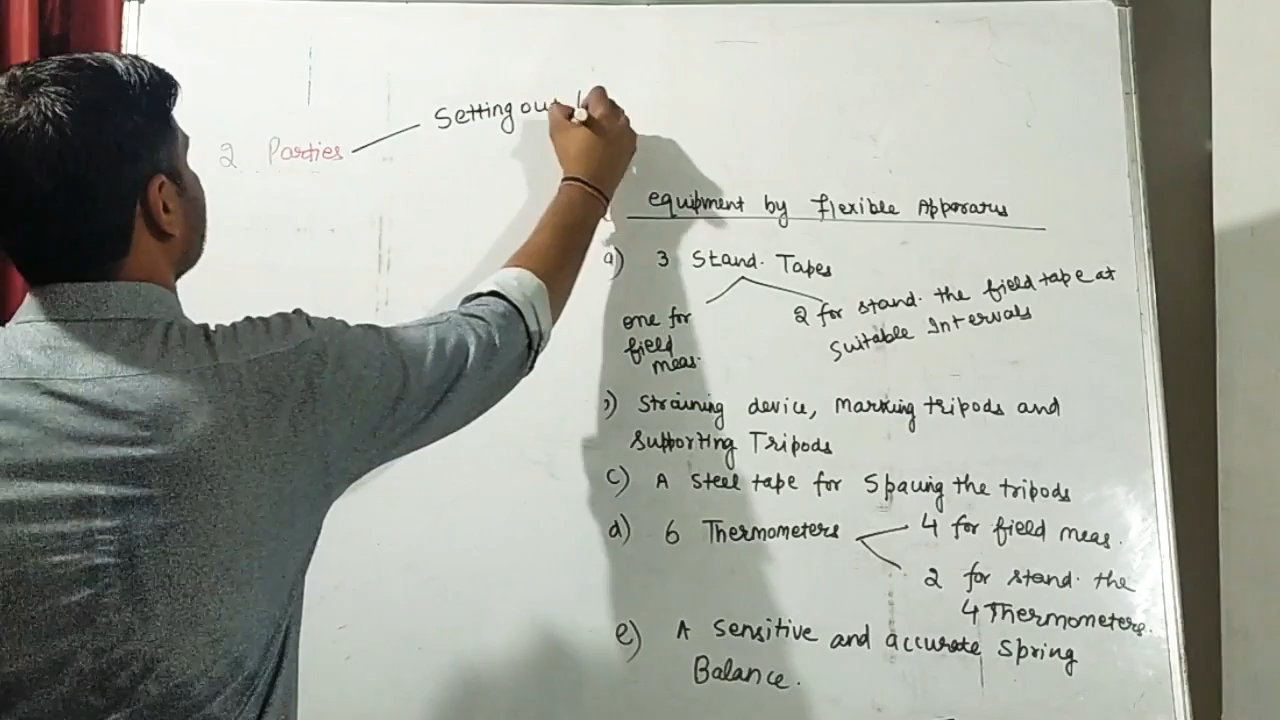 2 Parties
Setting out
equipment by flexible Apparatus
a) 3 Stand. Tapes
one for
field
meas.
2 for stand. the field tape at
Suitable Intervals
Straining device, Marking tripods and
Supporting Tripods
C) A Steel tape for Spacing the tripods
d) 6 Thermometers
4 for field meas.
2 for stand. the
4 Thermometers.
e) A Sensitive and accurate Spring
Balance.